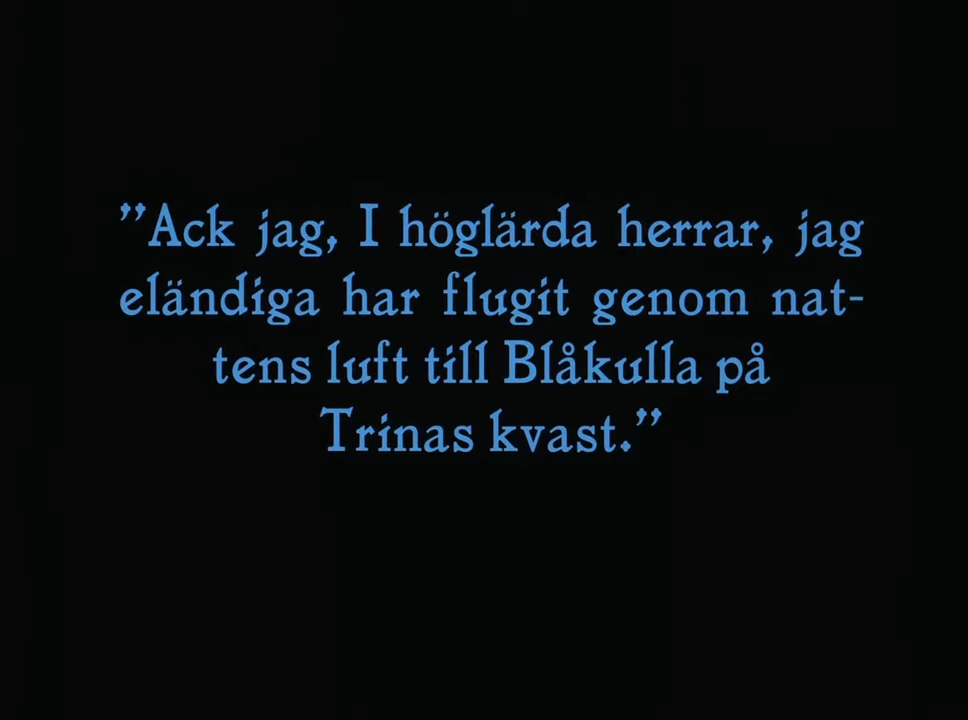 ”Ack jag, I höglärda herrar, jag
eländiga har flugit genom nat-
tens luft till Blåkulla på
Trinas kvast.”